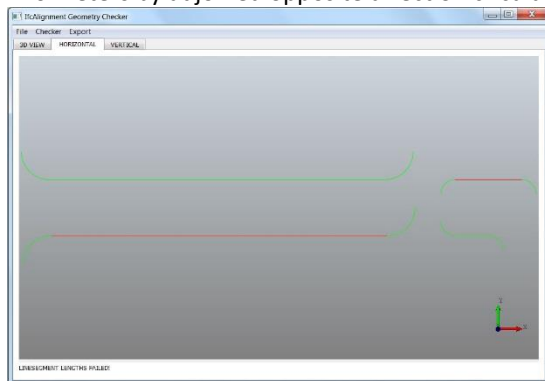 IfcAlignment Geometry Checker
File Checker Export
3D VIEW HORIZONTAL VERTICAL
Z
X
LINESEGMENT LENGTHS FAILED!